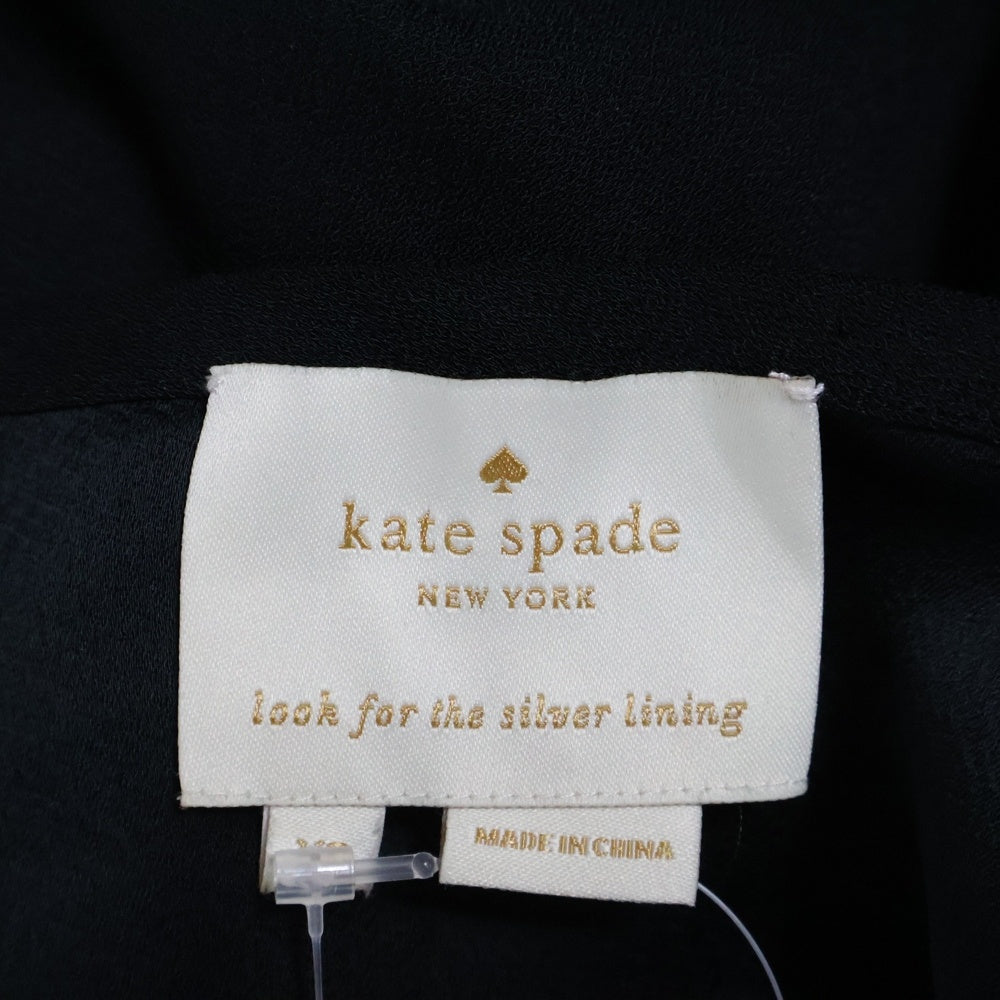 kate spade
NEW YORK
look for the silver lining
MADE IN CHINA